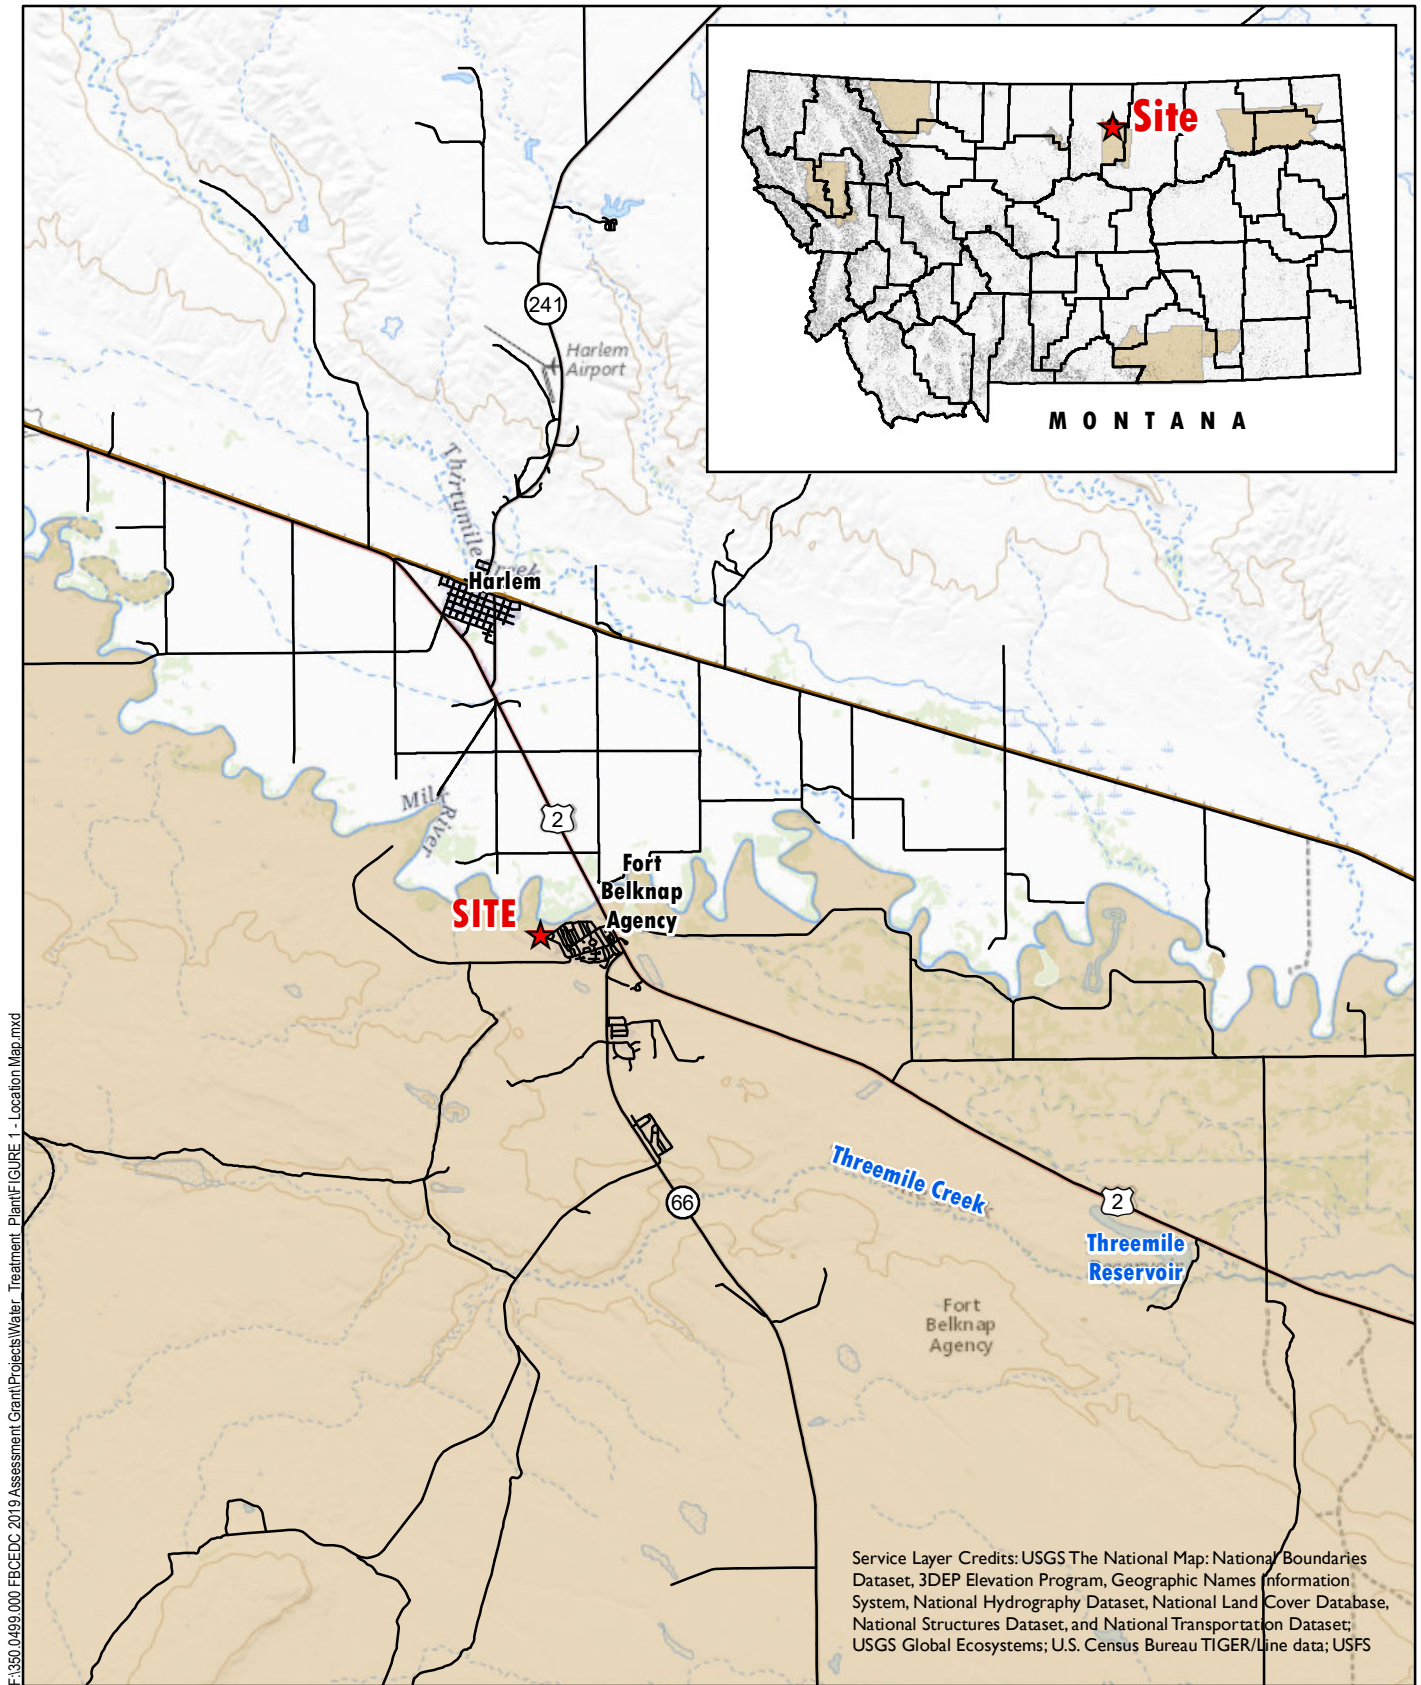 Site
MONTANA
241
Harlem
Airport
Thirtymile
Creek
Harlem
Milk
River
2
Fort
Belknap
Agency
SITE
66
Threemile Creek
2
Threemile
Reservoir
Fort
Belknap
Agency
Service Layer Credits: USGS The National Map: National Boundaries
Dataset, 3DEP Elevation Program, Geographic Names Information
System, National Hydrography Dataset, National Land Cover Database,
National Structures Dataset, and National Transportation Dataset;
USGS Global Ecosystems; U.S. Census Bureau TIGER/Line data; USFS
F:\350.0499.000 FBCEDC 2019 Assessment Grant\Projects\Water_Treatment_Plant\FIGURE 1 - Location Map.mxd